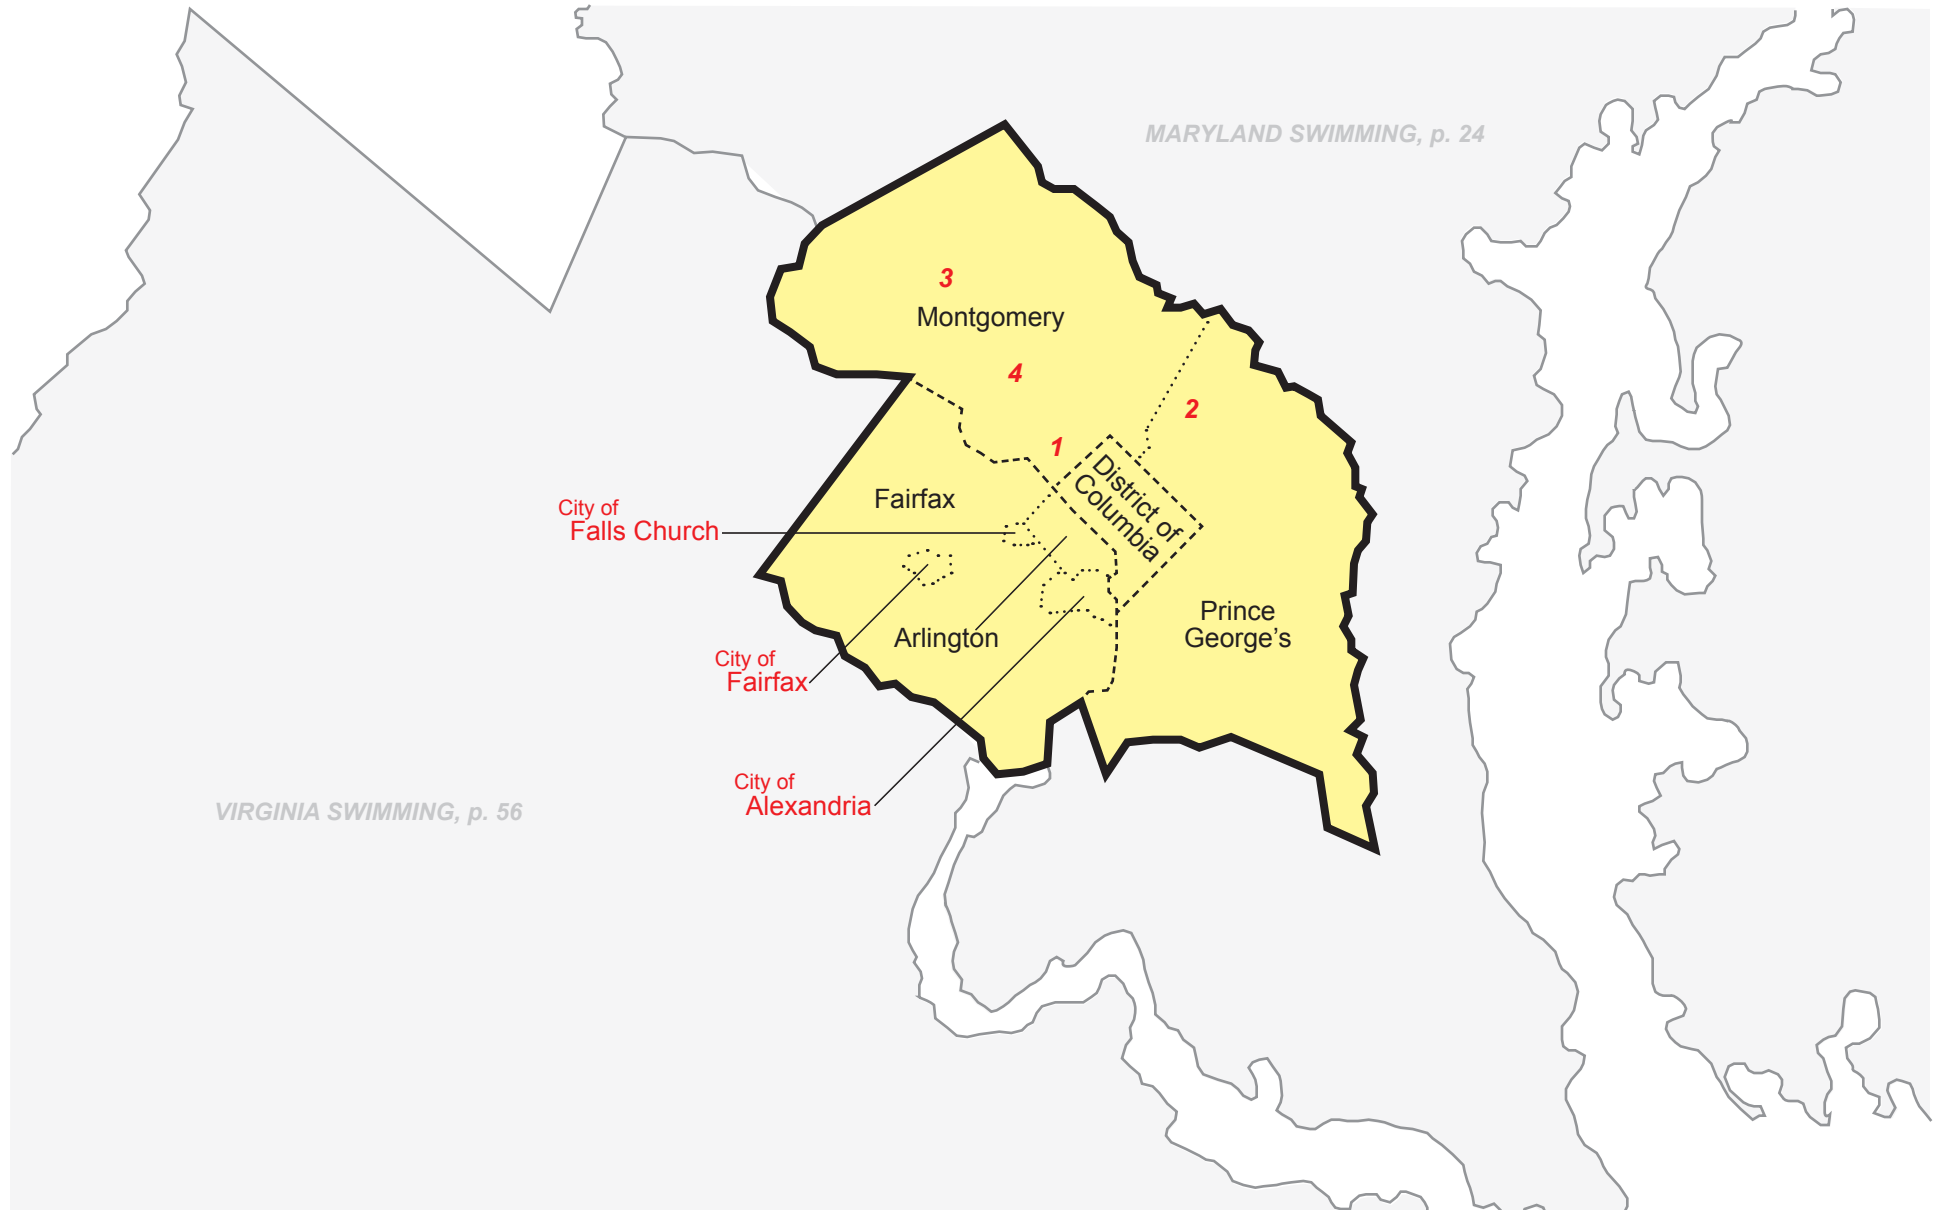 MARYLAND SWIMMING, p. 24
3
Montgomery
4
2
1
District of
Columbia
Fairfax
City of
Falls Church
Prince
George’s
Arlington
City of
Fairfax
City of
Alexandria
VIRGINIA SWIMMING, p. 56